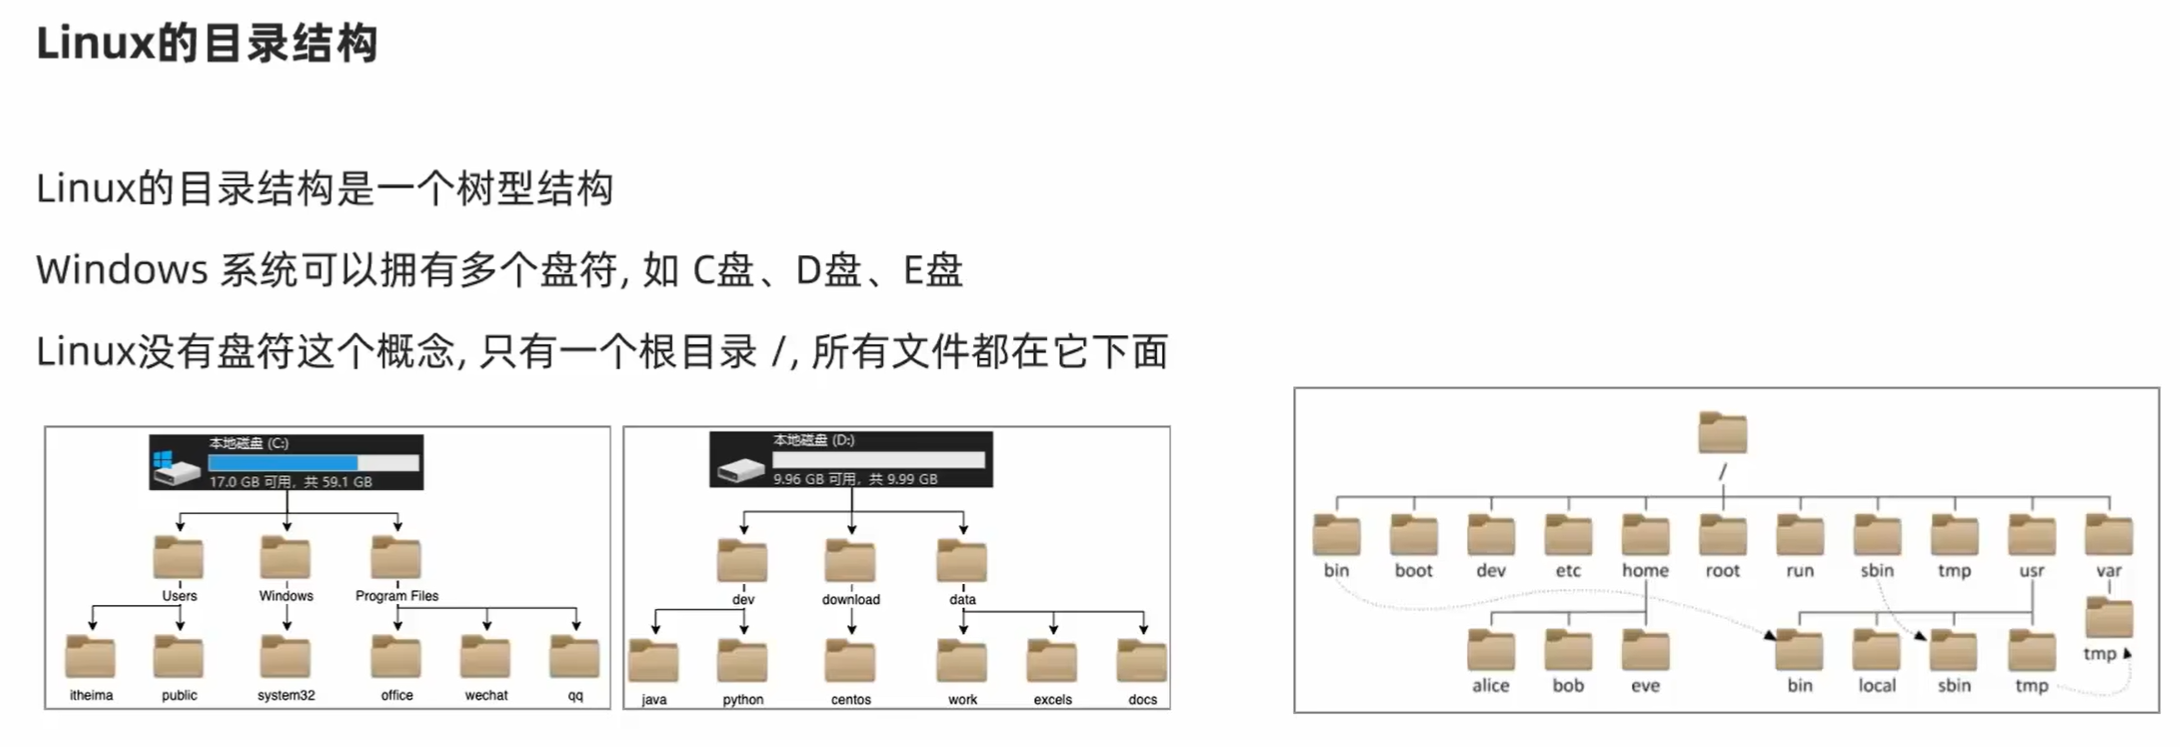 Linux的目录结构
Linux的目录结构是一个树型结构
Windows 系统可以拥有多个盘符, 如 C盘、D盘、E盘
Linux没有盘符这个概念, 只有一个根目录 /, 所有文件都在它下面
本地磁盘 (C:)
17.0 GB 可用, 共 59.1 GB
Users Windows Program Files
itheima public system32 office wechat qq
本地磁盘 (D:)
9.96 GB 可用, 共 9.99 GB
dev download data
java python centos work excels docs
/
bin boot dev etc home root run sbin tmp usr var
tmp
alice bob eve bin local sbin tmp